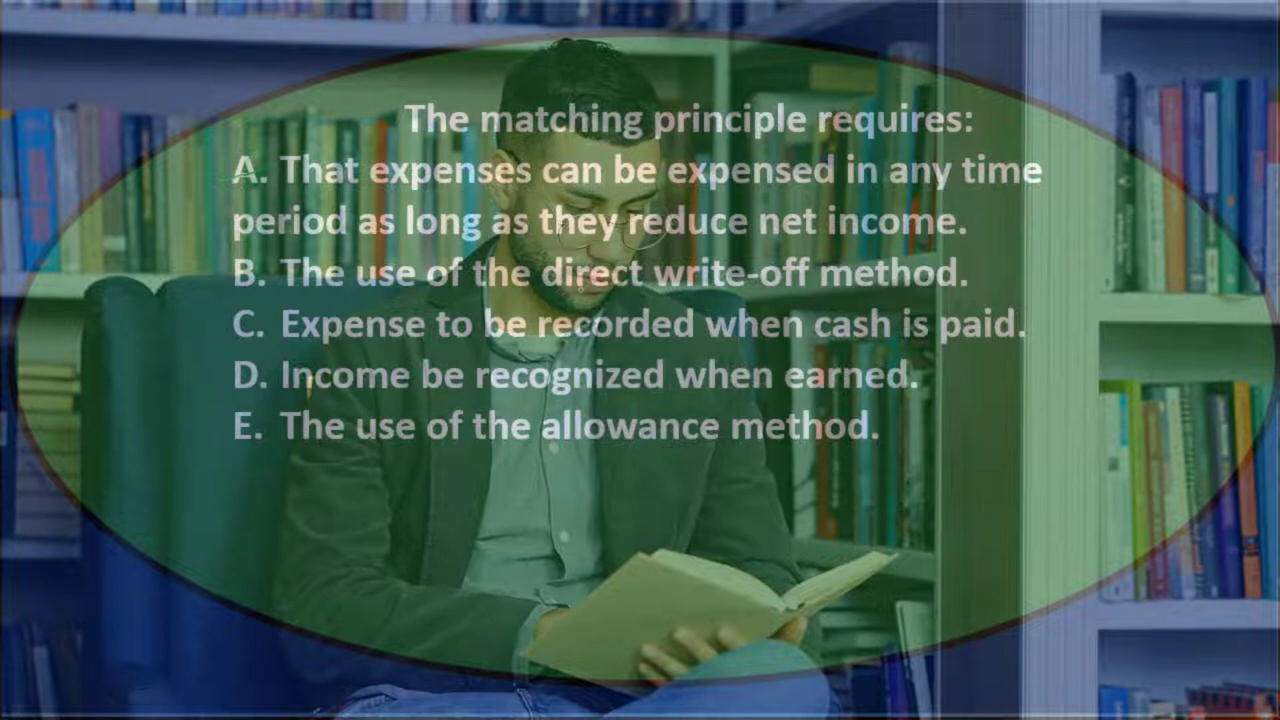 The matching principle requires:
A. That expenses can be expensed in any time
period as long as they reduce net income.
B. The use of the direct write-off method.
C. Expense to be recorded when cash is paid.
D. Income be recognized when earned.
E. The use of the allowance method.